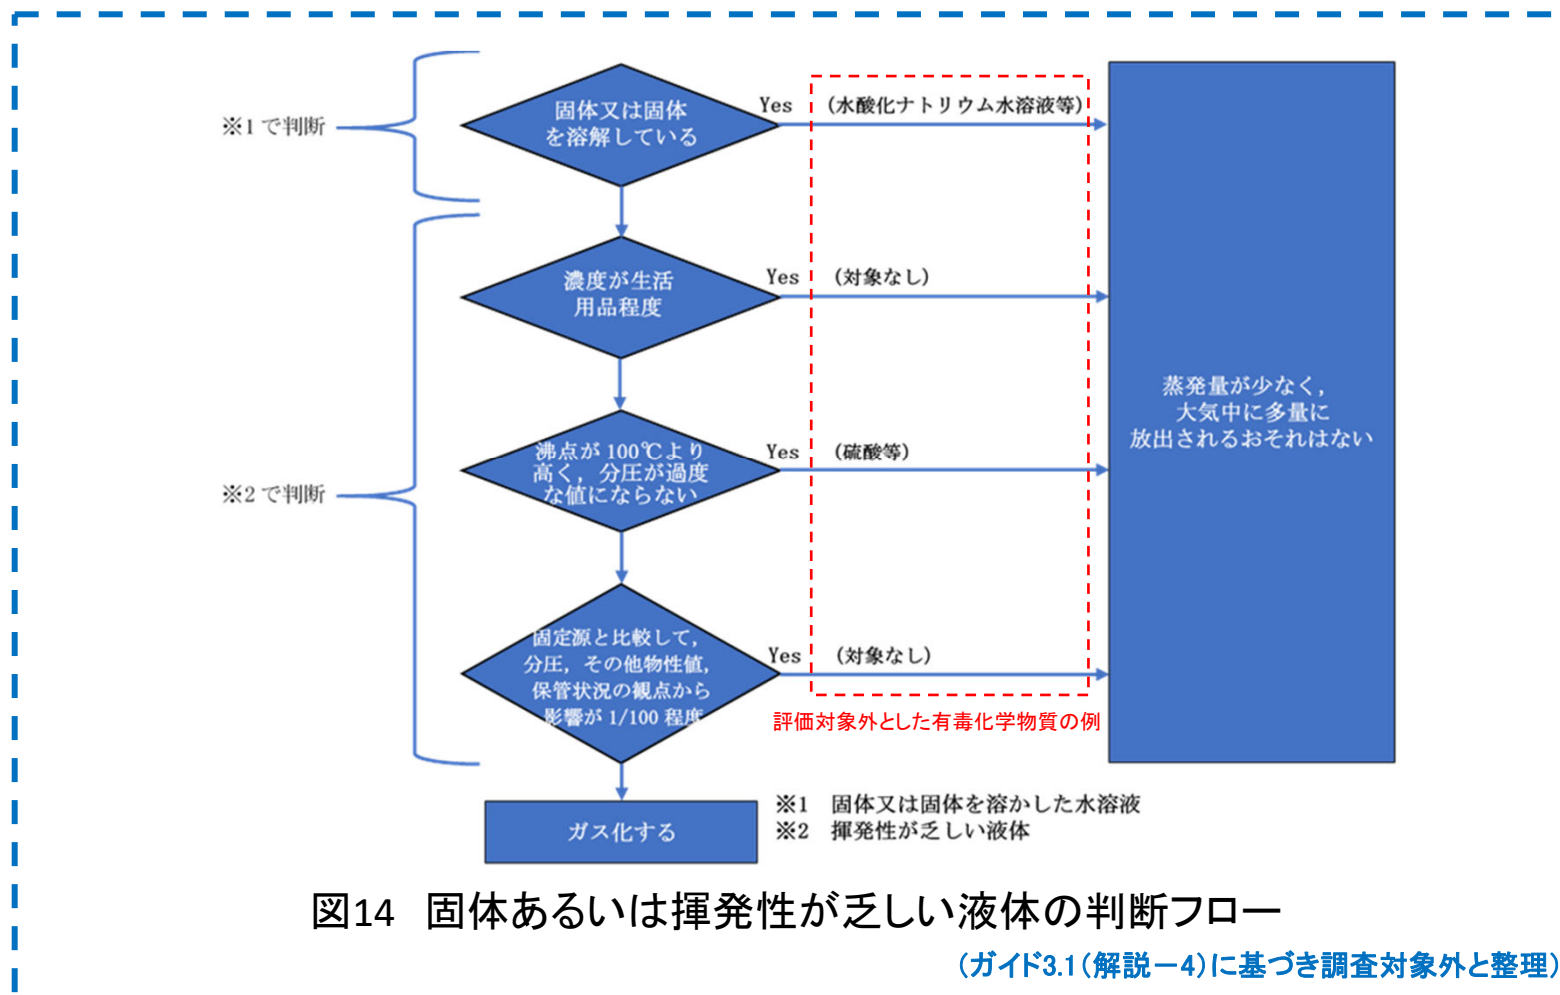 ※1で判断
固体又は固体
を溶解している
Yes (水酸化ナトリウム水溶液等)
濃度が生活
用品程度
Yes (対象なし)
※2で判断
沸点が100℃より
高く，分圧が過度
な値にならない
Yes (硫酸等)
固定源と比較して，
分圧，その他物性値，
保管状況の観点から
影響が1/100程度
Yes (対象なし)
蒸発量が少なく，
大気中に多量に
放出されるおそれはない
評価対象外とした有毒化学物質の例
ガス化する
※1 固体又は固体を溶かした水溶液
※2 揮発性が乏しい液体
図14 固体あるいは揮発性が乏しい液体の判断フロー
(ガイド3.1(解説－4)に基づき調査対象外と整理)